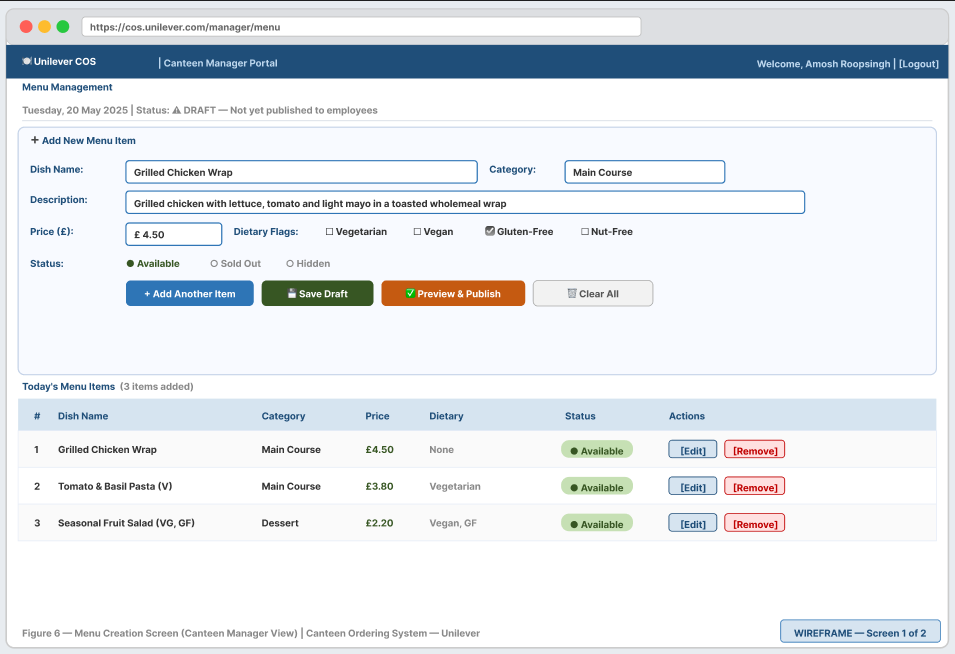 https://cos.unilever.com/manager/menu
🍽️ Unilever COS | Canteen Manager Portal Welcome, Amosh Roopsingh | [Logout]
Menu Management
Tuesday, 20 May 2025 | Status: ⚠ DRAFT — Not yet published to employees
+ Add New Menu Item
Dish Name: Grilled Chicken Wrap Category: Main Course
Description: Grilled chicken with lettuce, tomato and light mayo in a toasted wholemeal wrap
Price (£): £ 4.50 Dietary Flags: ☐ Vegetarian ☐ Vegan ☑ Gluten-Free ☐ Nut-Free
Status: ● Available ○ Sold Out ○ Hidden
+ Add Another Item 💾 Save Draft ✅ Preview & Publish 🗑 Clear All
Today's Menu Items (3 items added)
# Dish Name Category Price Dietary Status Actions
1 Grilled Chicken Wrap Main Course £4.50 None ● Available [Edit] [Remove]
2 Tomato & Basil Pasta (V) Main Course £3.80 Vegetarian ● Available [Edit] [Remove]
3 Seasonal Fruit Salad (VG, GF) Dessert £2.20 Vegan, GF ● Available [Edit] [Remove]
Figure 6 — Menu Creation Screen (Canteen Manager View) | Canteen Ordering System — Unilever
WIREFRAME — Screen 1 of 2